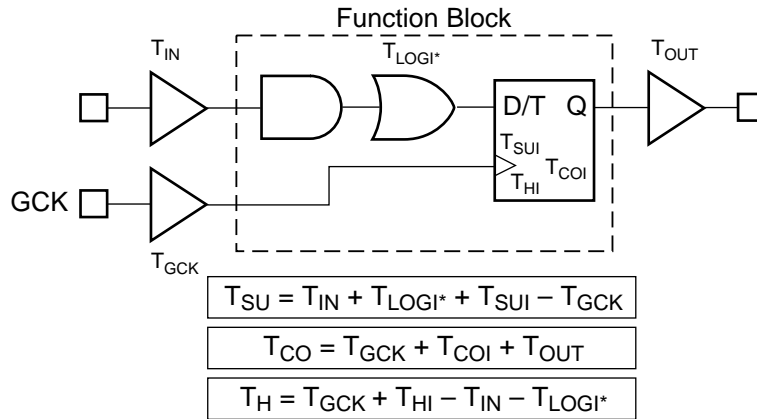 Function Block
T_IN
T_LOGI*
T_OUT
D/T Q
T_SUI
T_HI
T_COI
GCK
T_GCK
T_SU = T_IN + T_LOGI* + T_SUI – T_GCK
T_CO = T_GCK + T_COI + T_OUT
T_H = T_GCK + T_HI – T_IN – T_LOGI*